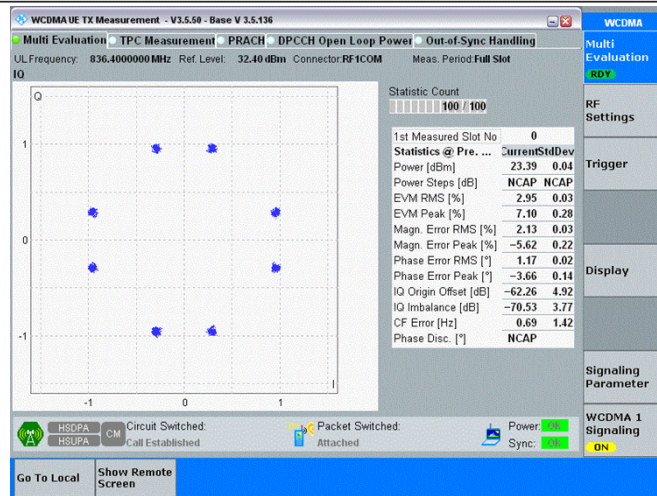 WCDMA UE TX Measurement - V3.5.50 - Base V 3.5.136
WCDMA
Multi Evaluation TPC Measurement PRACH DPCCH Open Loop Power Out-of-Sync Handling
Multi
Evaluation
RDY
UL Frequency: 836.4000000 MHz Ref. Level: 32.40 dBm Connector:RF1COM Meas. Period:Full Slot
IQ
Q
1
0
-1
-1 0 1
I
Statistic Count
100 / 100
1st Measured Slot No 0
Statistics @ Pre. ... CurrentStdDev
Power [dBm] 23.39 0.04
Power Steps [dB] NCAP NCAP
EVM RMS [%] 2.95 0.03
EVM Peak [%] 7.10 0.28
Magn. Error RMS [%] 2.13 0.03
Magn. Error Peak [%] -5.62 0.22
Phase Error RMS [°] 1.17 0.02
Phase Error Peak [°] -3.66 0.14
IQ Origin Offset [dB] -62.26 4.92
IQ Imbalance [dB] -70.53 3.77
CF Error [Hz] 0.69 1.42
Phase Disc. [°] NCAP
RF
Settings
Trigger
Display
Signaling
Parameter
WCDMA 1
Signaling
ON
HSDPA
HSUPA
CM
Circuit Switched:
Call Established
Packet Switched:
Attached
Power: OK
Sync: OK
Go To Local
Show Remote
Screen